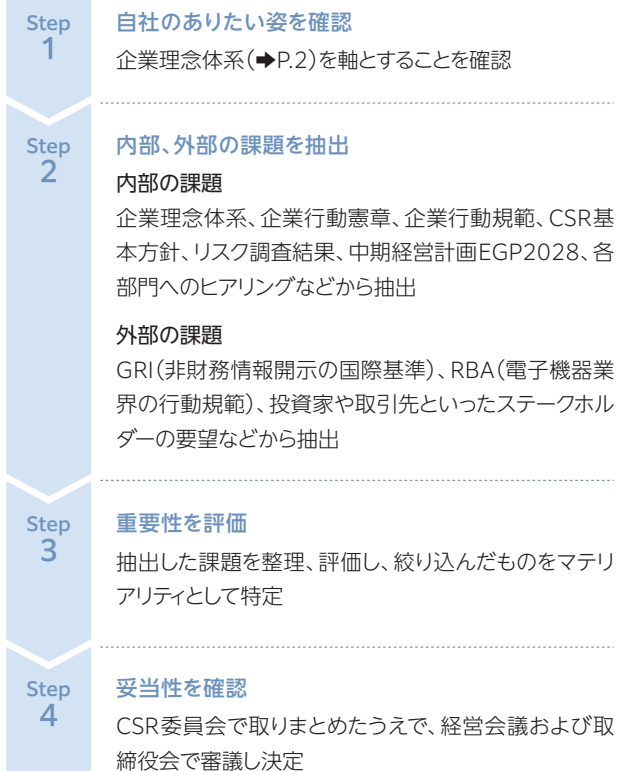 Step
1
自社のありたい姿を確認
企業理念体系(➡P.2)を軸とすることを確認
Step
2
内部、外部の課題を抽出
内部の課題
企業理念体系、企業行動憲章、企業行動規範、CSR基
本方針、リスク調査結果、中期経営計画EGP2028、各
部門へのヒアリングなどから抽出
外部の課題
GRI(非財務情報開示の国際基準)、RBA(電子機器業
界の行動規範)、投資家や取引先といったステークホル
ダーの要望などから抽出
Step
3
重要性を評価
抽出した課題を整理、評価し、絞り込んだものをマテリ
アリティとして特定
Step
4
妥当性を確認
CSR委員会で取りまとめたうえで、経営会議および取
締役会で審議し決定